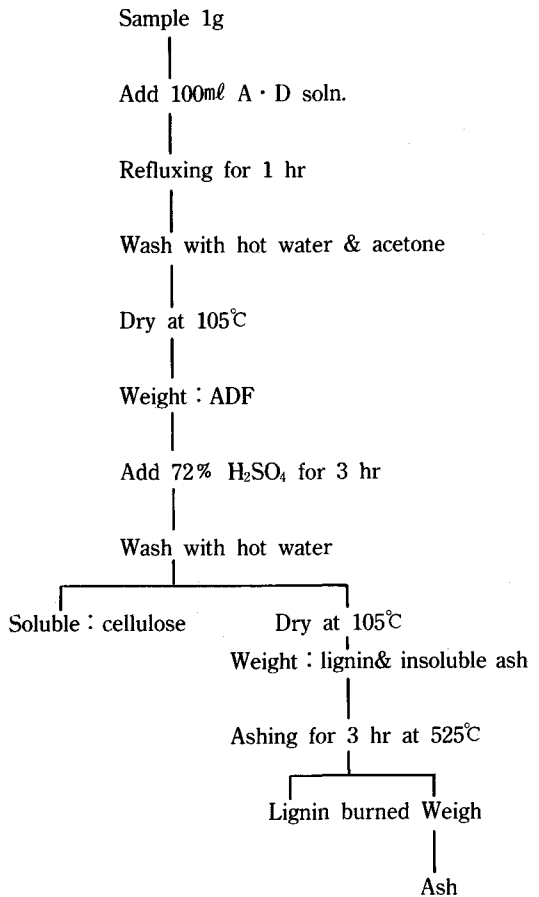 Sample 1g
Add 100㎖ A·D soln.
Refluxing for 1 hr
Wash with hot water & acetone
Dry at 105℃
Weight : ADF
Add 72% H₂SO₄ for 3 hr
Wash with hot water
Soluble : cellulose
Dry at 105℃
Weight : lignin& insoluble ash
Ashing for 3 hr at 525℃
Lignin burned Weigh
Ash